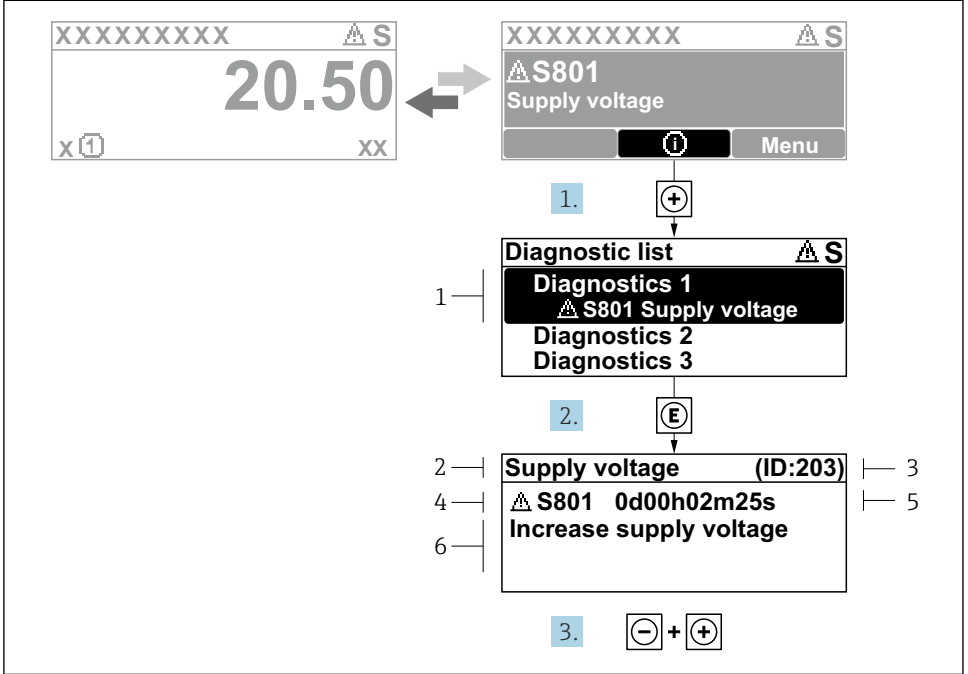 XXXXXXXXX ⚠ S
20.50
x ① xx
XXXXXXXXX ⚠ S
⚠ S801
Supply voltage
ⓘ Menu
1. ⊕
Diagnostic list ⚠ S
1
Diagnostics 1
⚠ S801 Supply voltage
Diagnostics 2
Diagnostics 3
2. Ⓔ
2 Supply voltage (ID:203) 3
4 ⚠ S801 0d00h02m25s 5
6 Increase supply voltage
3. ⊖ + ⊕